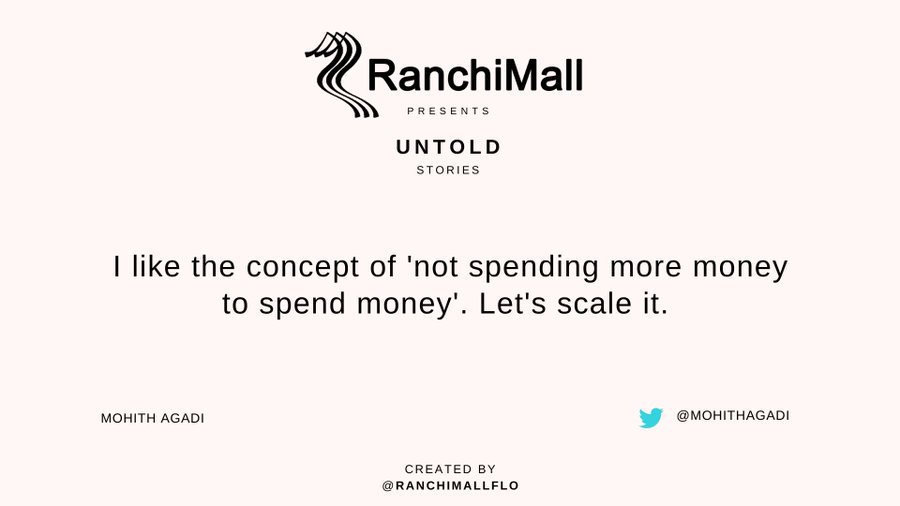 RanchiMall
PRESENTS
UNTOLD
STORIES
I like the concept of 'not spending more money
to spend money'. Let's scale it.
MOHITH AGADI
@MOHITHAGADI
CREATED BY
@RANCHIMALLFLO